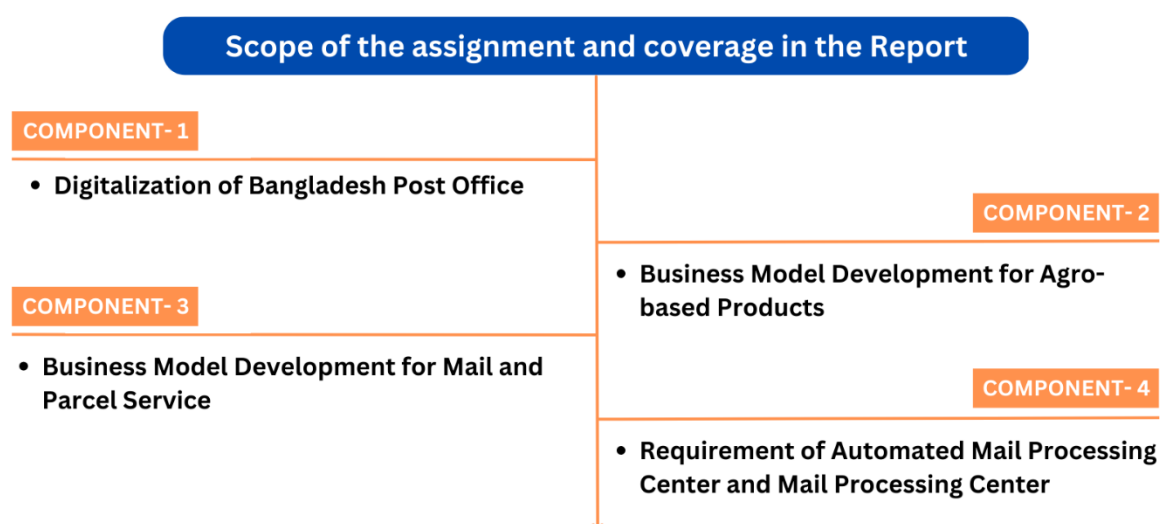 Scope of the assignment and coverage in the Report
COMPONENT- 1
• Digitalization of Bangladesh Post Office
COMPONENT- 2
• Business Model Development for Agro-
based Products
COMPONENT- 3
• Business Model Development for Mail and
Parcel Service
COMPONENT- 4
• Requirement of Automated Mail Processing
Center and Mail Processing Center